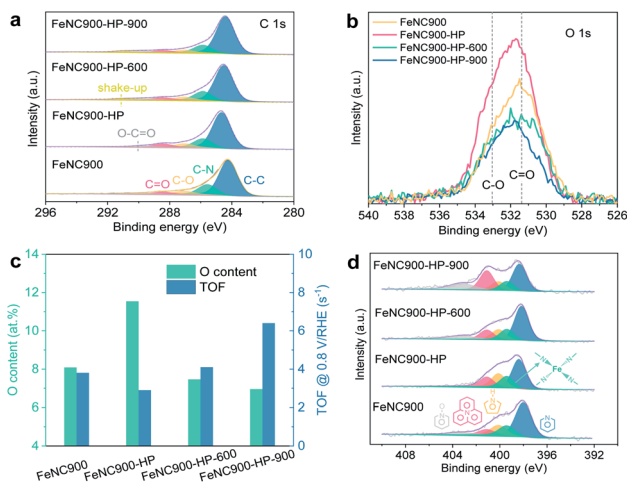 a
C 1s
FeNC900-HP-900
FeNC900-HP-600
shake-up
FeNC900-HP
O-C=O
FeNC900
C-N
C=O
C-O
C-C
Intensity (a.u.)
296 292 288 284 280
Binding energy (eV)
b
O 1s
FeNC900
FeNC900-HP
FeNC900-HP-600
FeNC900-HP-900
C-O
C=O
Intensity (a.u.)
540 538 536 534 532 530 528 526
Binding energy (eV)
c
O content
TOF
O content (at.%)
14
12
10
8
6
4
TOF @ 0.8 V/RHE (s⁻¹)
10
8
6
4
2
0
FeNC900
FeNC900-HP
FeNC900-HP-600
FeNC900-HP-900
d
FeNC900-HP-900
FeNC900-HP-600
FeNC900-HP
N N
Fe
N N
FeNC900
Intensity (a.u.)
408 404 400 396 392
Binding energy (eV)